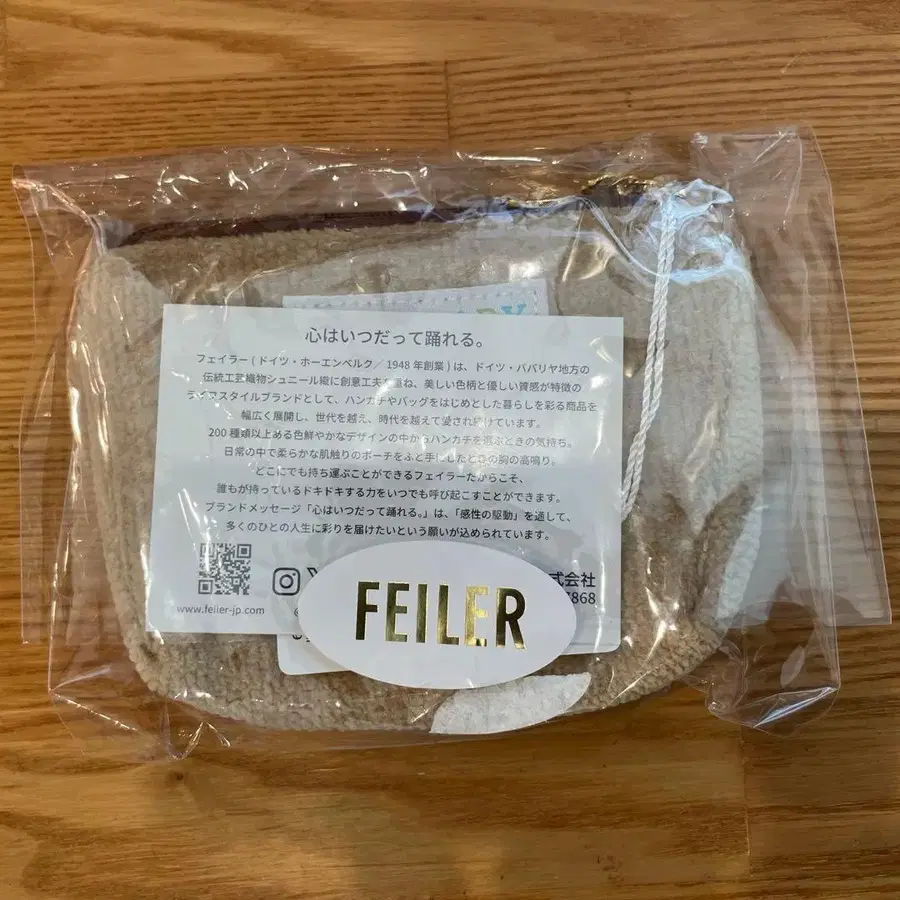 心はいつだって踊れる。
フェイラー(ドイツ・ホーエンベルク/1948年創業)は、ドイツ・ババリヤ地方の
伝統工芸織物シュニール織に創意工夫を重ね、美しい色柄と優しい質感が特徴の
ライフスタイルブランドとして、ハンカチやバッグをはじめとした暮らしを彩る商品を
幅広く展開し、世代を越え、時代を越えて愛され続けています。
200種類以上ある色鮮やかなデザインの中からハンカチを選ぶときの気持ち。
日常の中で柔らかな肌触りのポーチをふと手にしたときの胸の高鳴り。
どこにでも持ち運ぶことができるフェイラーだからこそ、
誰もが持っているドキドキする力をいつでも呼び起こすことができます。
ブランドメッセージ「心はいつだって踊れる。」は、「感性の駆動」を通して、
多くのひとの人生に彩りを届けたいという願いが込められています。
式会社
868
www.feiler-jp.com
FEILER